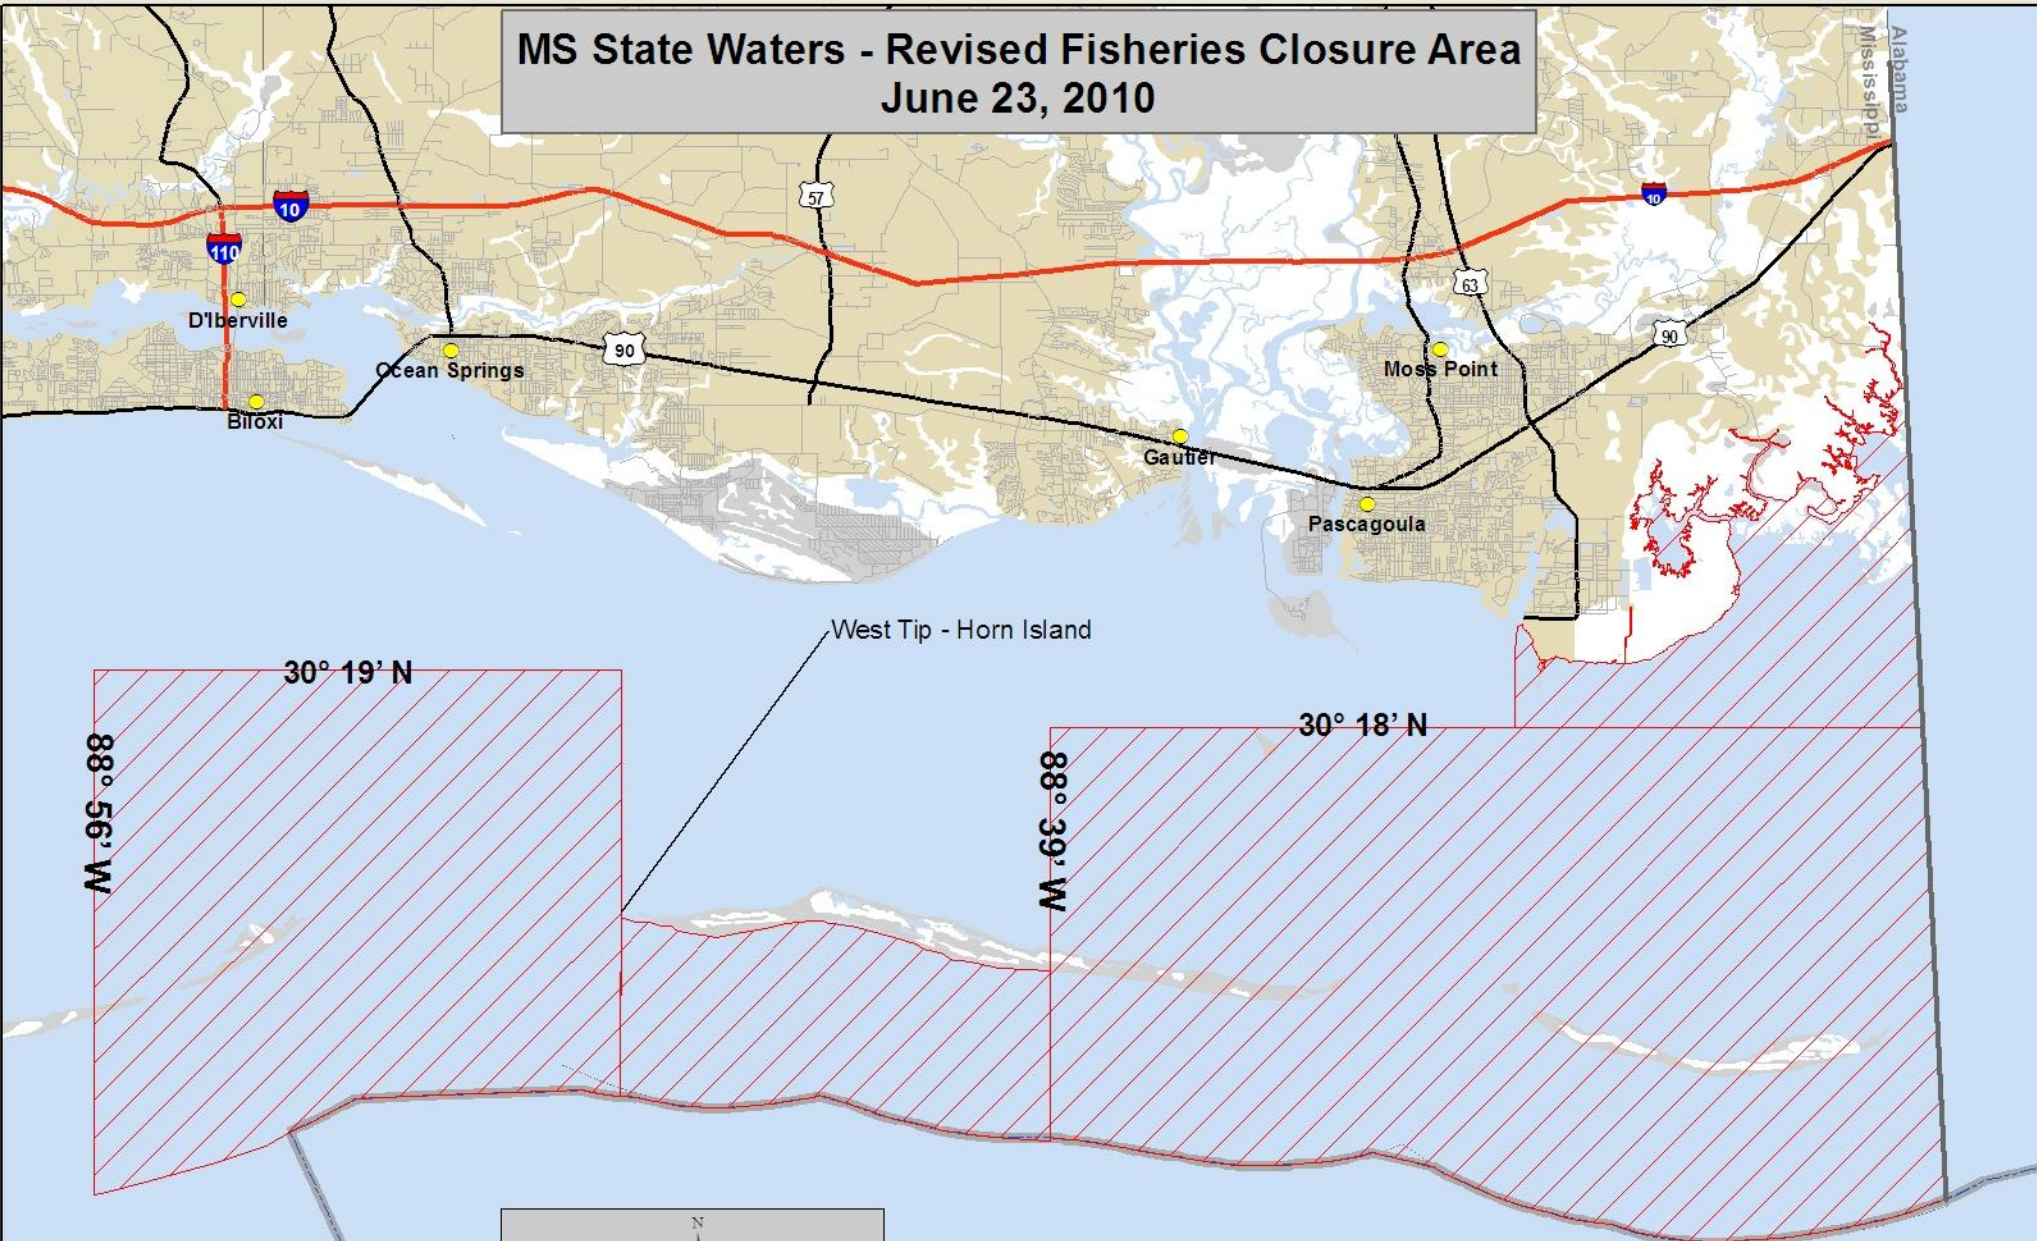 MS State Waters - Revised Fisheries Closure Area
June 23, 2010
Alabama
Mississippi
10
10
57
110
63
D'Iberville
90
90
Ocean Springs
Moss Point
Biloxi
Gautier
Pascagoula
West Tip - Horn Island
30° 19' N
30° 18' N
88° 56' W
88° 39' W
N